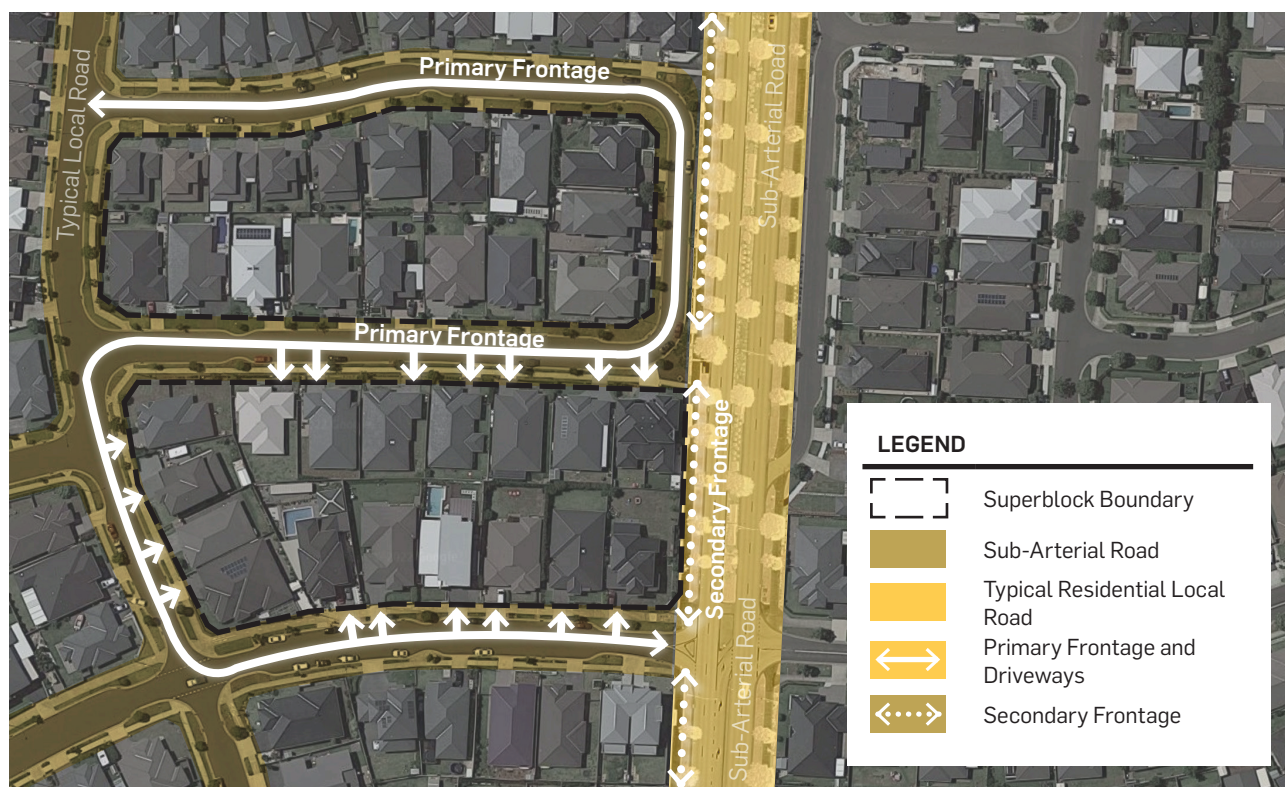 Primary Frontage
Typical Local Road
Sub-Arterial Road
Primary Frontage
Secondary Frontage
Sub-Arterial Road
LEGEND
Superblock Boundary
Sub-Arterial Road
Typical Residential Local
Road
Primary Frontage and
Driveways
Secondary Frontage